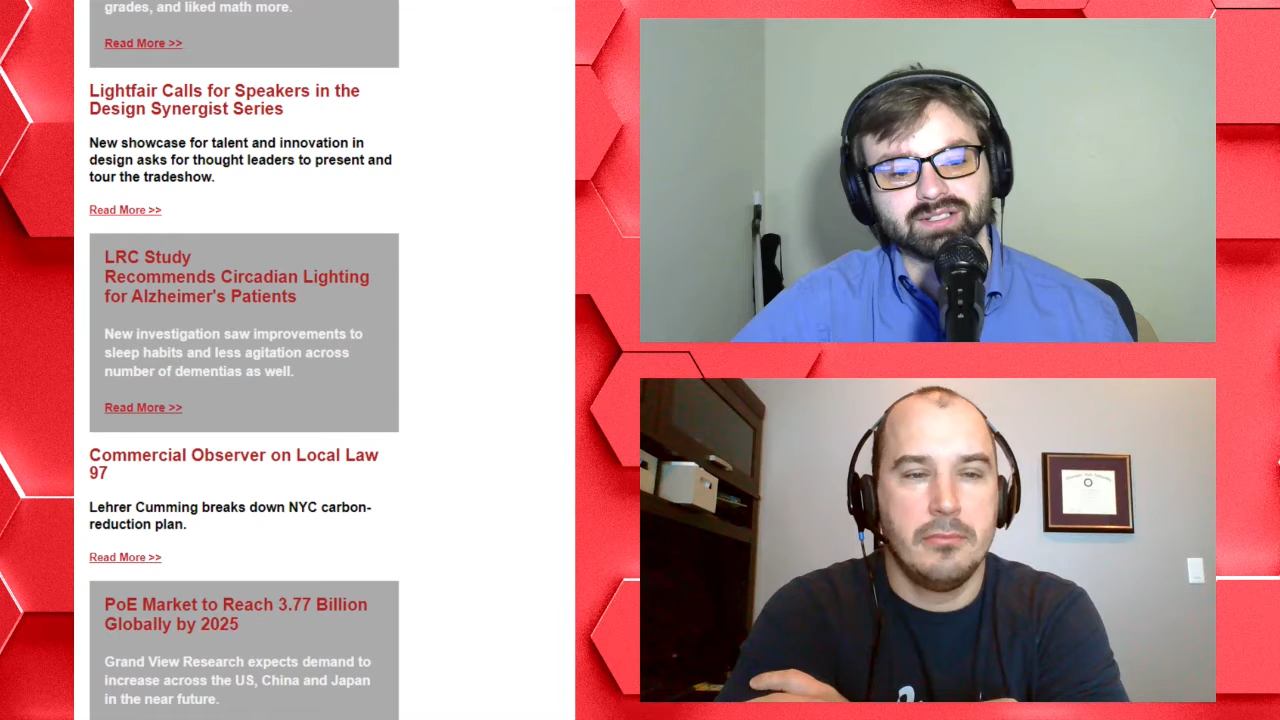 grades, and liked math more.
Read More >>
Lightfair Calls for Speakers in the
Design Synergist Series
New showcase for talent and innovation in
design asks for thought leaders to present and
tour the tradeshow.
Read More >>
LRC Study
Recommends Circadian Lighting
for Alzheimer's Patients
New investigation saw improvements to
sleep habits and less agitation across
number of dementias as well.
Read More >>
Commercial Observer on Local Law
97
Lehrer Cumming breaks down NYC carbon-
reduction plan.
Read More >>
PoE Market to Reach 3.77 Billion
Globally by 2025
Grand View Research expects demand to
increase across the US, China and Japan
in the near future.